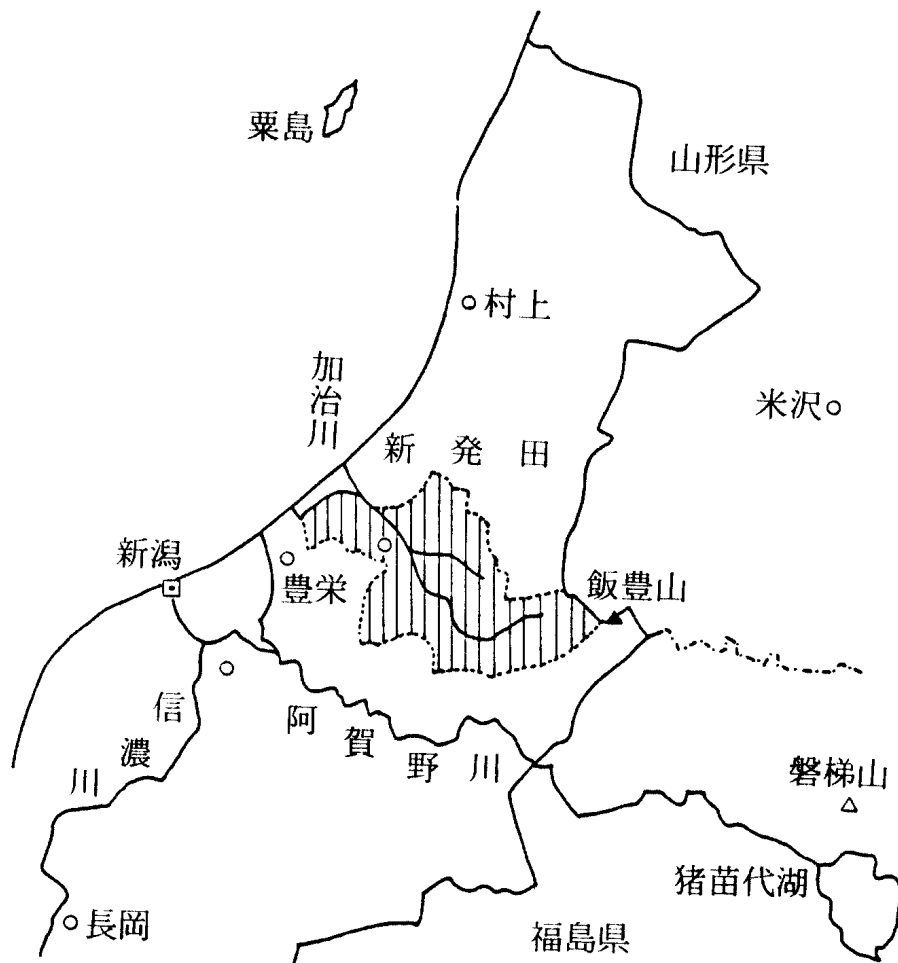 粟島
山形県
村上
加治川
米沢
新発田
新潟
豊栄
飯豊山
信濃川
阿賀野川
磐梯山
猪苗代湖
長岡
福島県